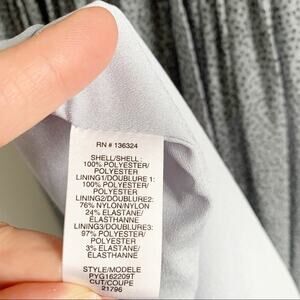 RN # 136324
SHELL/SHELL:
100% POLYESTER/
POLYESTER
LINING1/DOUBLURE 1:
100% POLYESTER/
POLYESTER
LINING2/DOUBLURE2:
76% NYLON/NYLON
24% ELASTANE/
ELASTHANNE
LINING3/DOUBLURE3:
97% POLYESTER/
POLYESTER
3% ELASTANE/
ELASTHANNE
STYLE/MODELE
PYG162209T
CUT/COUPE
21796